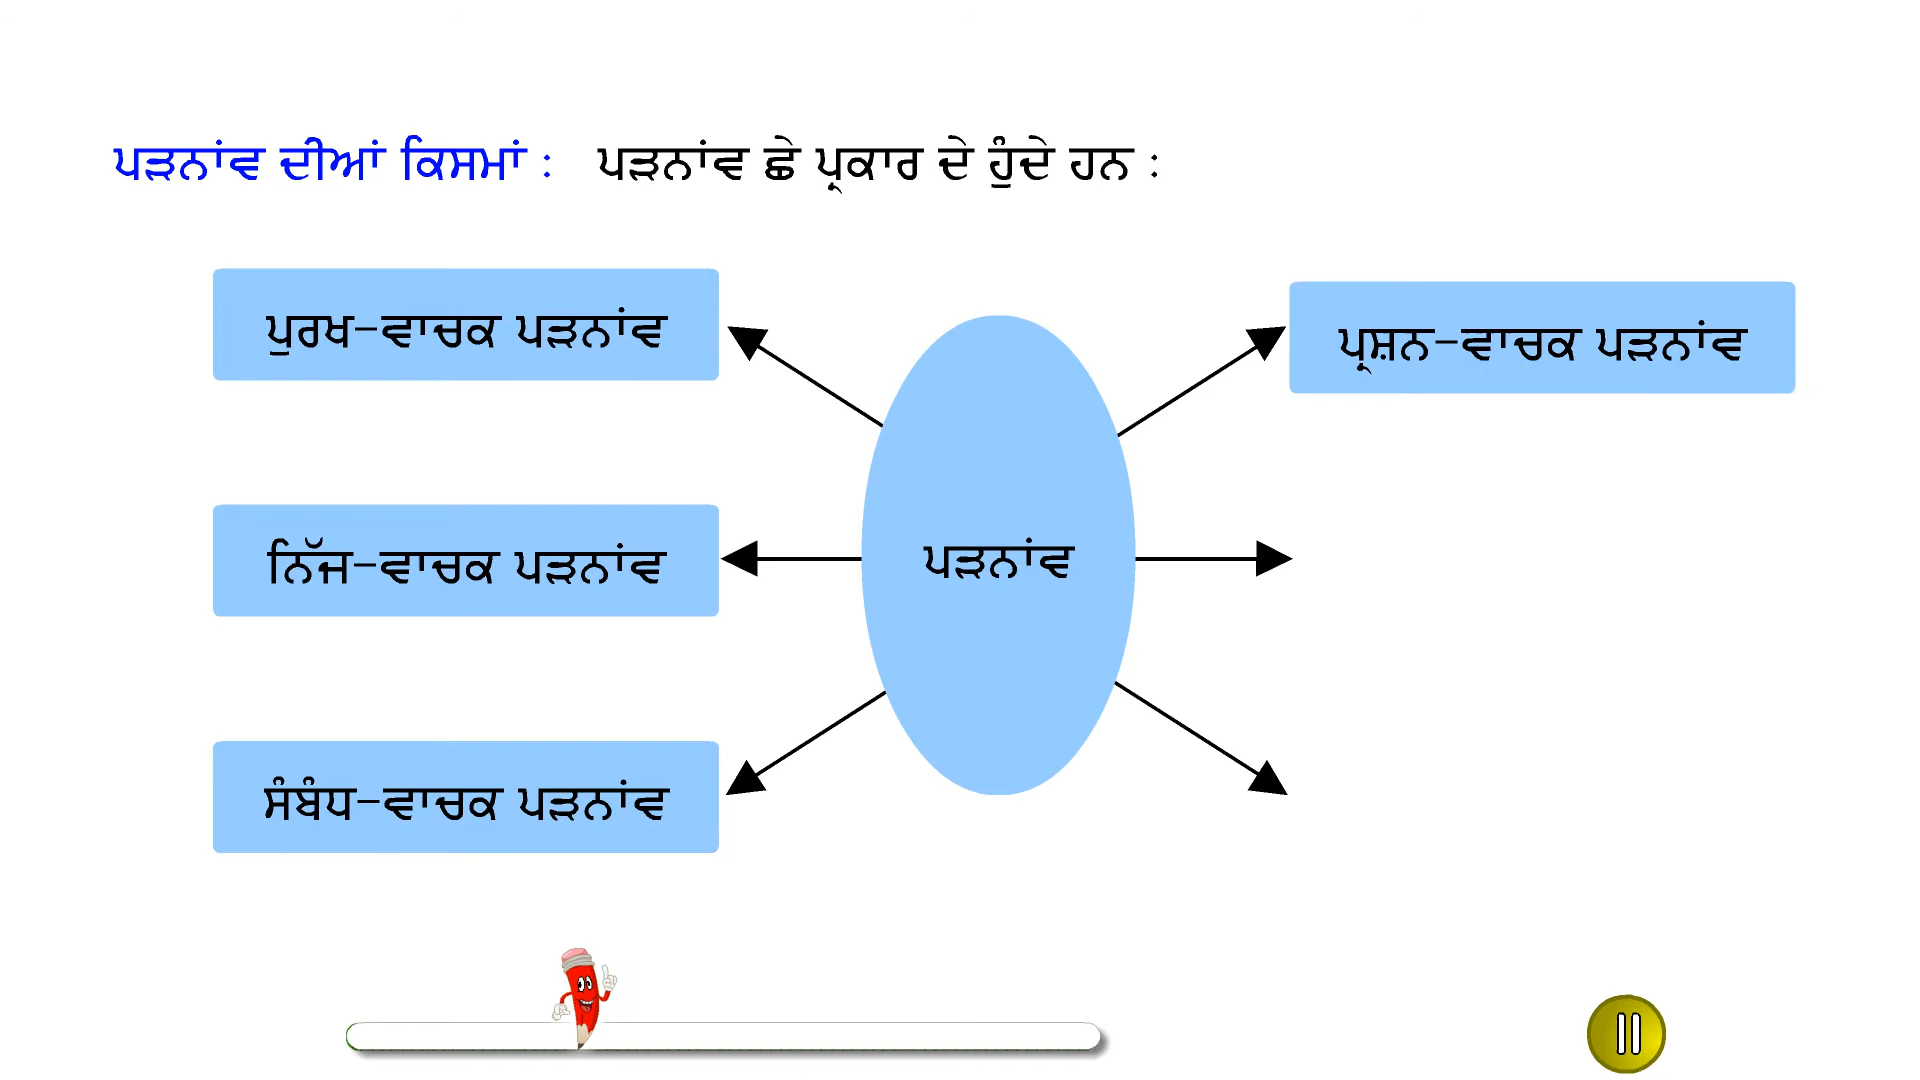 ਪੜਨਾਂਵ ਦੀਆਂ ਕਿਸਮਾਂ : ਪੜਨਾਂਵ ਛੇ ਪ੍ਰਕਾਰ ਦੇ ਹੁੰਦੇ ਹਨ :
ਪੁਰਖ-ਵਾਚਕ ਪੜਨਾਂਵ
ਪ੍ਰਸ਼ਨ-ਵਾਚਕ ਪੜਨਾਂਵ
ਨਿੱਜ-ਵਾਚਕ ਪੜਨਾਂਵ
ਪੜਨਾਂਵ
ਸੰਬੰਧ-ਵਾਚਕ ਪੜਨਾਂਵ